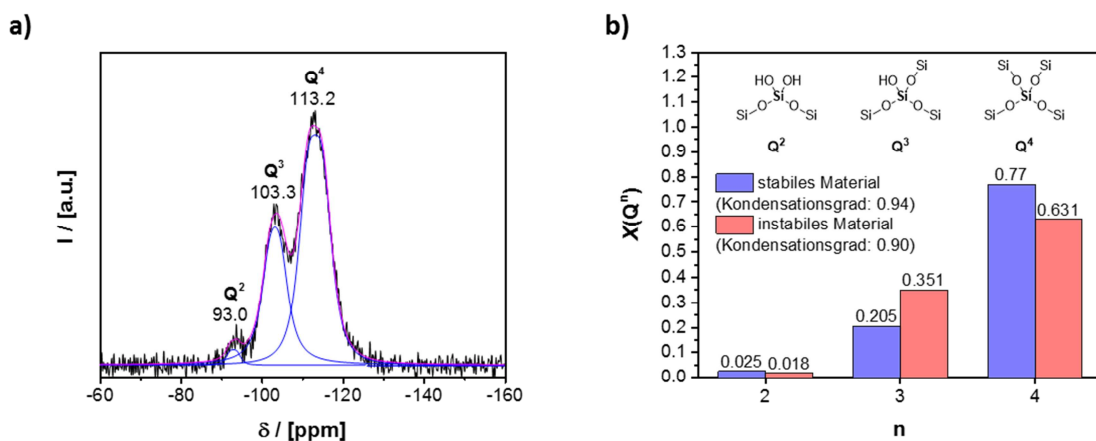 a)
Q⁴
113.2
Q³
103.3
Q²
93.0
I / [a.u.]
-60 -80 -100 -120 -140 -160
δ / [ppm]
b)
1.3
1.2
1.1
1.0
0.9
0.8
0.7
0.6
0.5
0.4
0.3
0.2
0.1
0.0
X(Qⁿ)
HO OH
Si
Si O O Si
Q²
Si
HO O
Si
Si O O Si
Q³
Si Si
O O
Si
Si O O Si
Q⁴
stabiles Material
(Kondensationsgrad: 0.94)
instabiles Material
(Kondensationsgrad: 0.90)
0.025 0.018
0.205 0.351
0.77 0.631
2 3 4
n